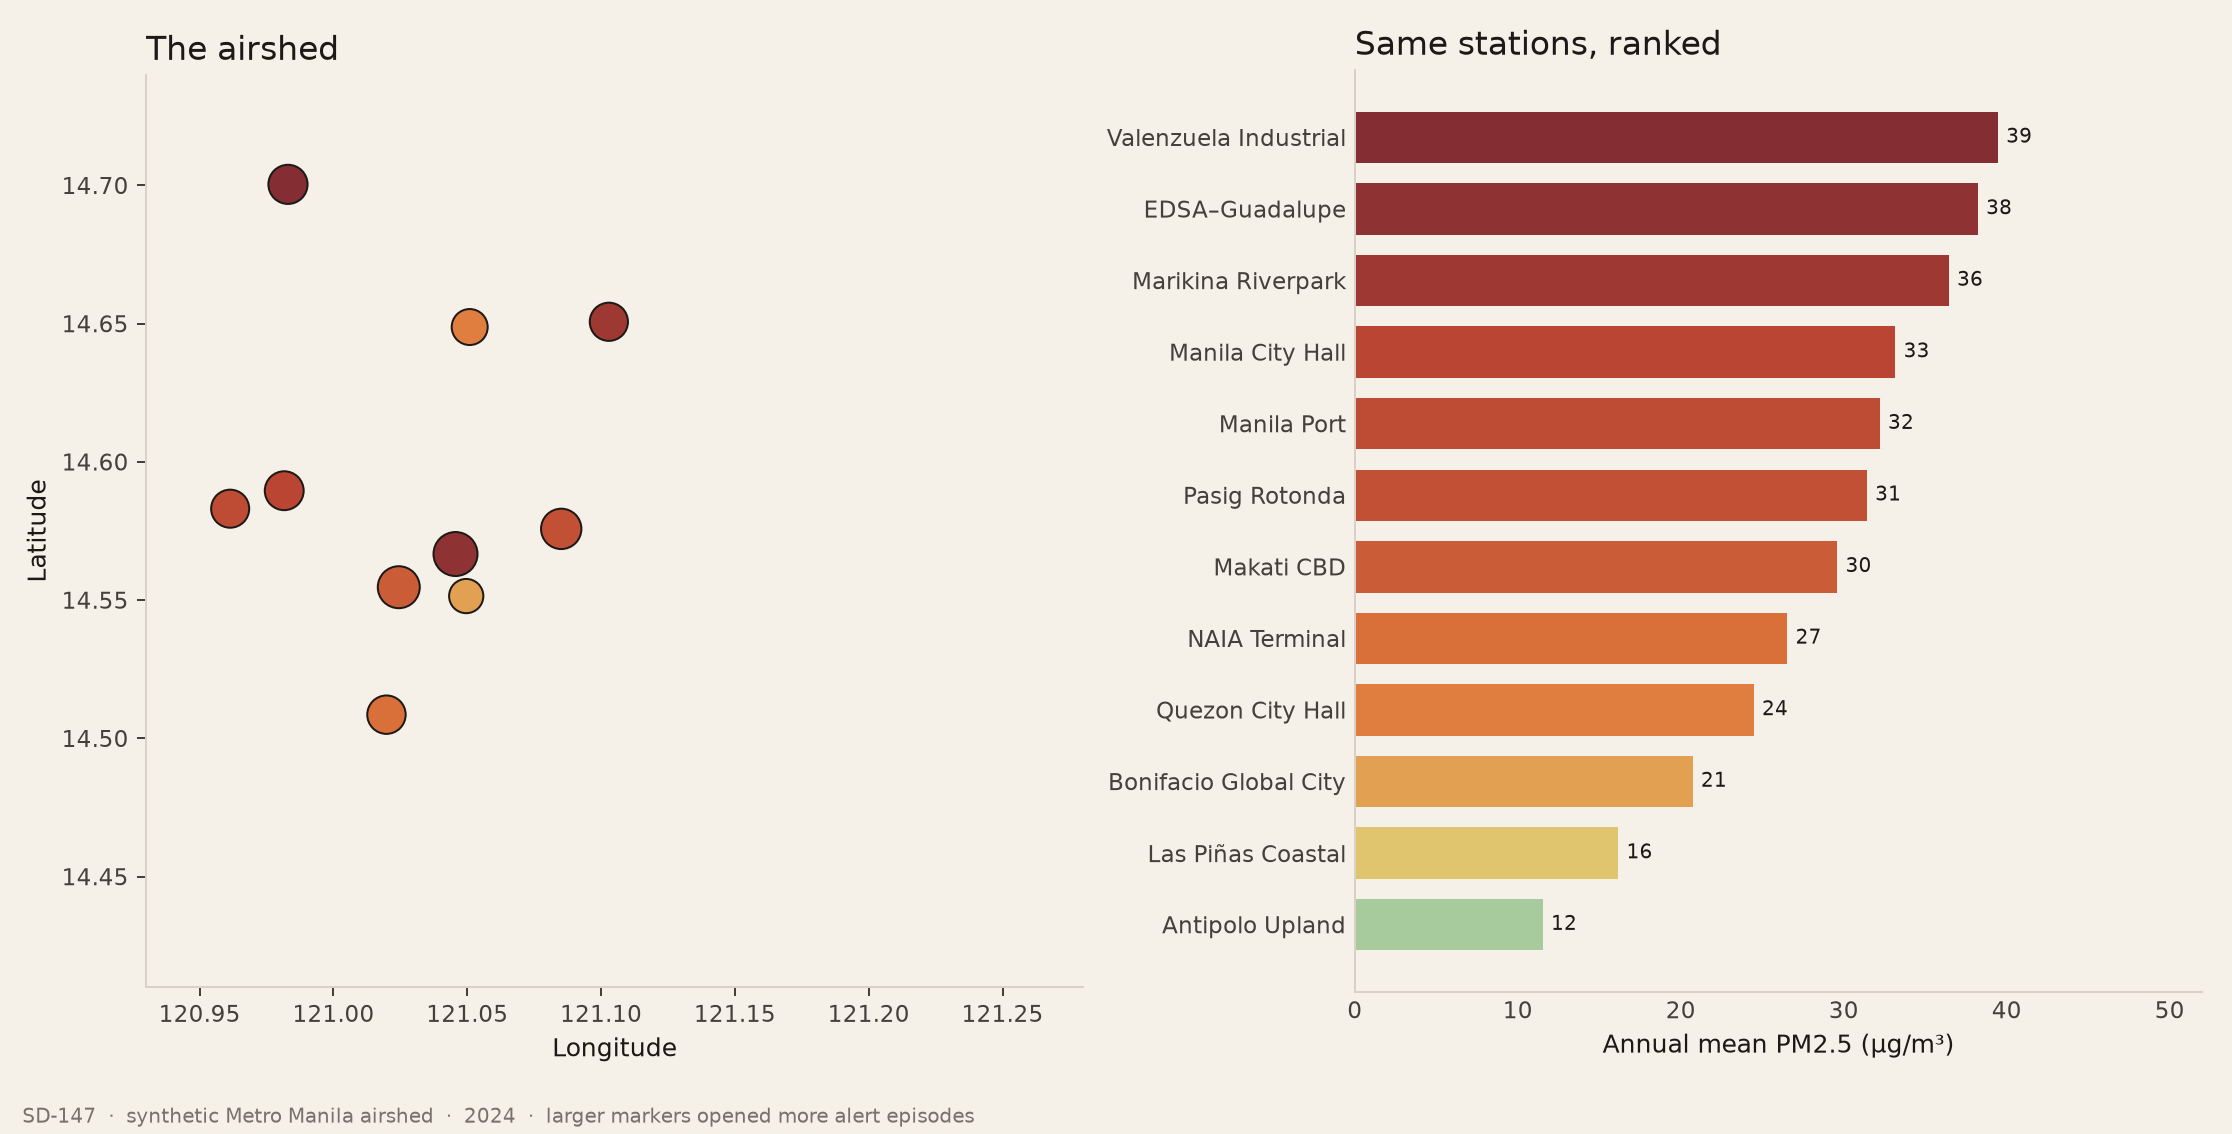 The airshed
Latitude
14.70
14.65
14.60
14.55
14.50
14.45
120.95 121.00 121.05 121.10 121.15 121.20 121.25
Longitude
Same stations, ranked
Valenzuela Industrial 39
EDSA–Guadalupe 38
Marikina Riverpark 36
Manila City Hall 33
Manila Port 32
Pasig Rotonda 31
Makati CBD 30
NAIA Terminal 27
Quezon City Hall 24
Bonifacio Global City 21
Las Piñas Coastal 16
Antipolo Upland 12
0 10 20 30 40 50
Annual mean PM2.5 (µg/m³)
SD-147 · synthetic Metro Manila airshed · 2024 · larger markers opened more alert episodes